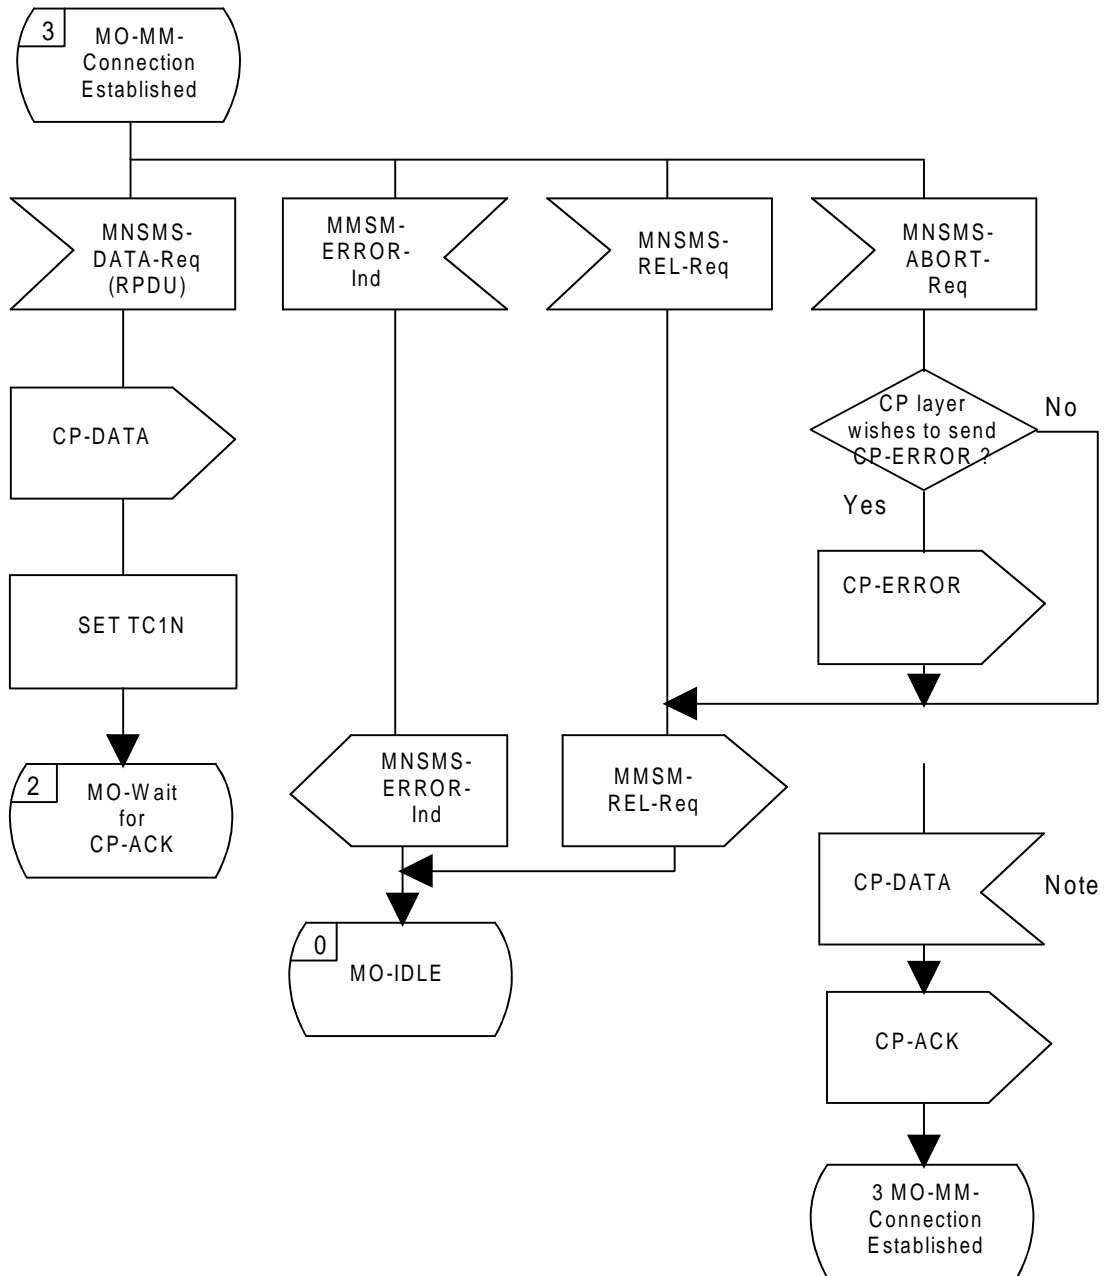 3
MO-MM-
Connection
Established
MNSMS-
DATA-Req
(RPDU)
MMSM-
ERROR-
Ind
MNSMS-
REL-Req
MNSMS-
ABORT-
Req
CP-DATA
CP layer
wishes to send
CP-ERROR ?
No
Yes
SET TC1N
CP-ERROR
2
MO-Wait
for
CP-ACK
MNSMS-
ERROR-
Ind
MMSM-
REL-Req
CP-DATA
Note
0
MO-IDLE
CP-ACK
3 MO-MM-
Connection
Established